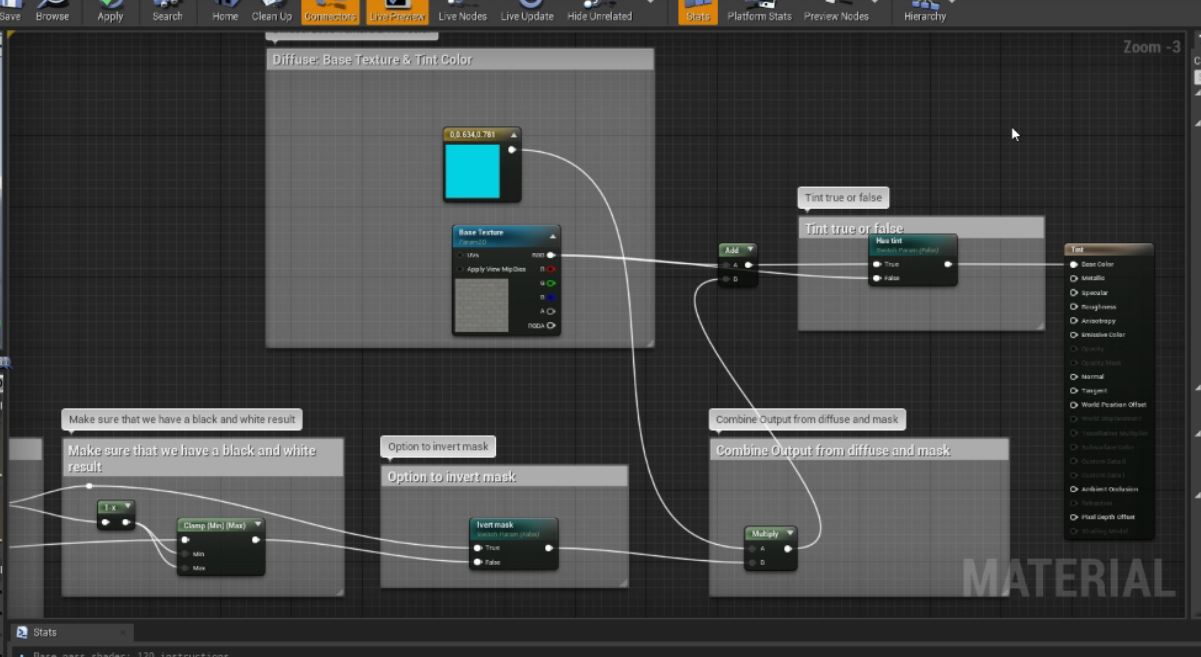 Save
Browse
Apply
Search
Home
Clean Up
Connectors
Live Preview
Live Nodes
Live Update
Hide Unrelated
Stats
Platform Stats
Preview Nodes
Hierarchy
Zoom -3
Diffuse: Base Texture & Tint Color
0,0.634,0.781
Base Texture
Param2D
UVs
RGB
Apply View MipBias
R
G
B
A
RGBA
Add
A
B
Tint true or false
Tint true or false
Has tint
Switch Param (False)
True
False
Tint
Base Color
Metallic
Specular
Roughness
Anisotropy
Emissive Color
Opacity
Opacity Mask
Normal
Tangent
World Position Offset
World Displacement
Tessellation Multiplier
Subsurface Color
Custom Data 0
Custom Data 1
Ambient Occlusion
Refraction
Pixel Depth Offset
Shading Model
Make sure that we have a black and white result
Make sure that we have a black and white
result
Clamp (Min) (Max)
Min
Max
Option to invert mask
Option to invert mask
Ivert mask
Switch Param (False)
True
False
Combine Output from diffuse and mask
Combine Output from diffuse and mask
Multiply
A
B
MATERIAL
Stats
Base pass shader: 130 instructions